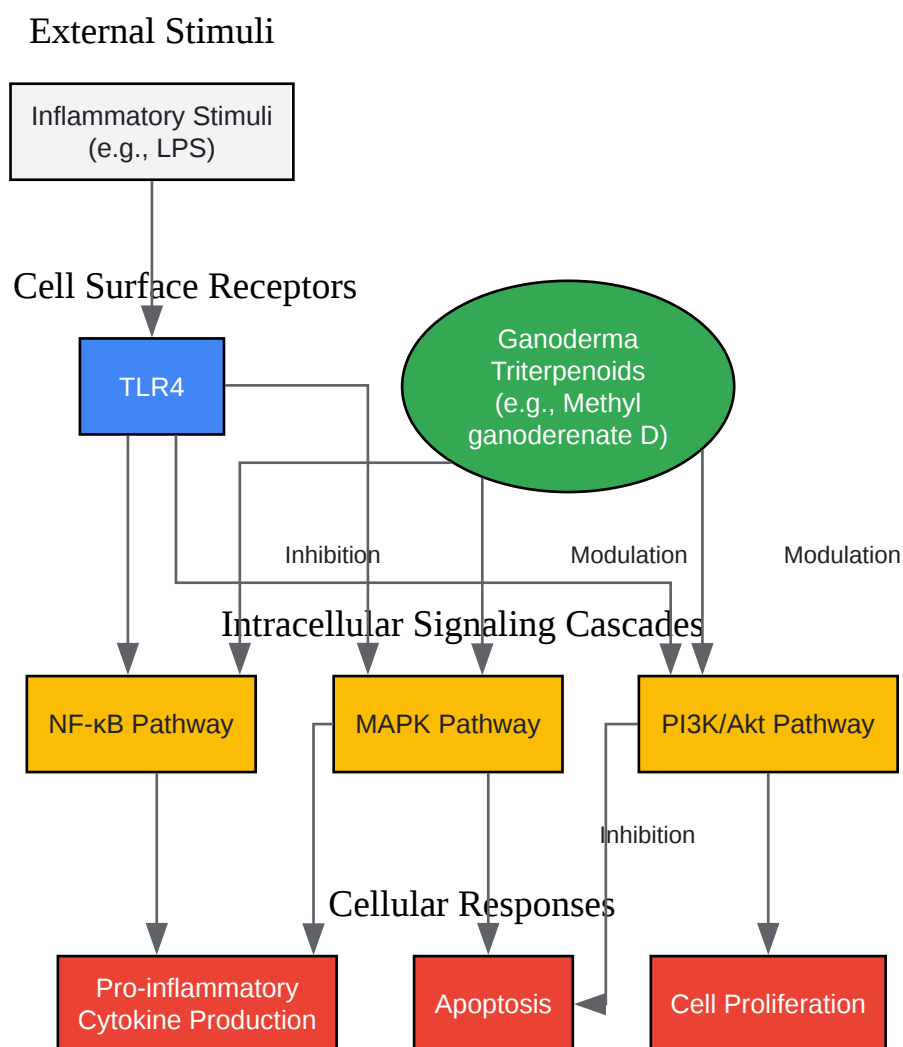 External Stimuli
Inflammatory Stimuli
(e.g., LPS)
Cell Surface Receptors
TLR4
Ganoderma
Triterpenoids
(e.g., Methyl
ganoderenate D)
Inhibition
Modulation
Modulation
Intracellular Signaling Cascades
NF-κB Pathway
MAPK Pathway
PI3K/Akt Pathway
Inhibition
Cellular Responses
Pro-inflammatory
Cytokine Production
Apoptosis
Cell Proliferation